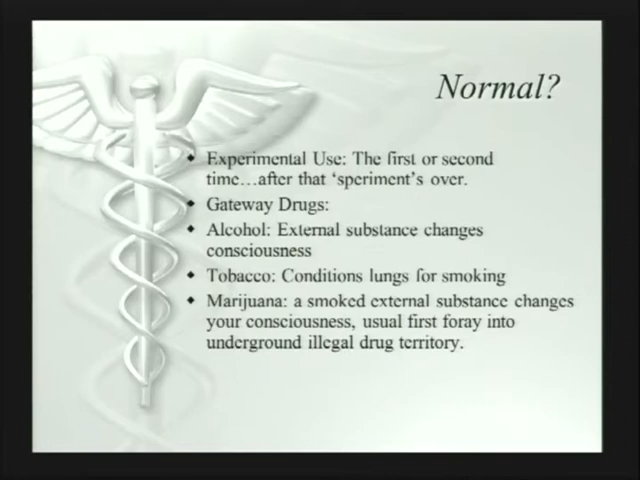 Normal?
Experimental Use: The first or second
time…after that ‘speriment’s over.
Gateway Drugs:
Alcohol: External substance changes
consciousness
Tobacco: Conditions lungs for smoking
Marijuana: a smoked external substance changes
your consciousness, usual first foray into
underground illegal drug territory.